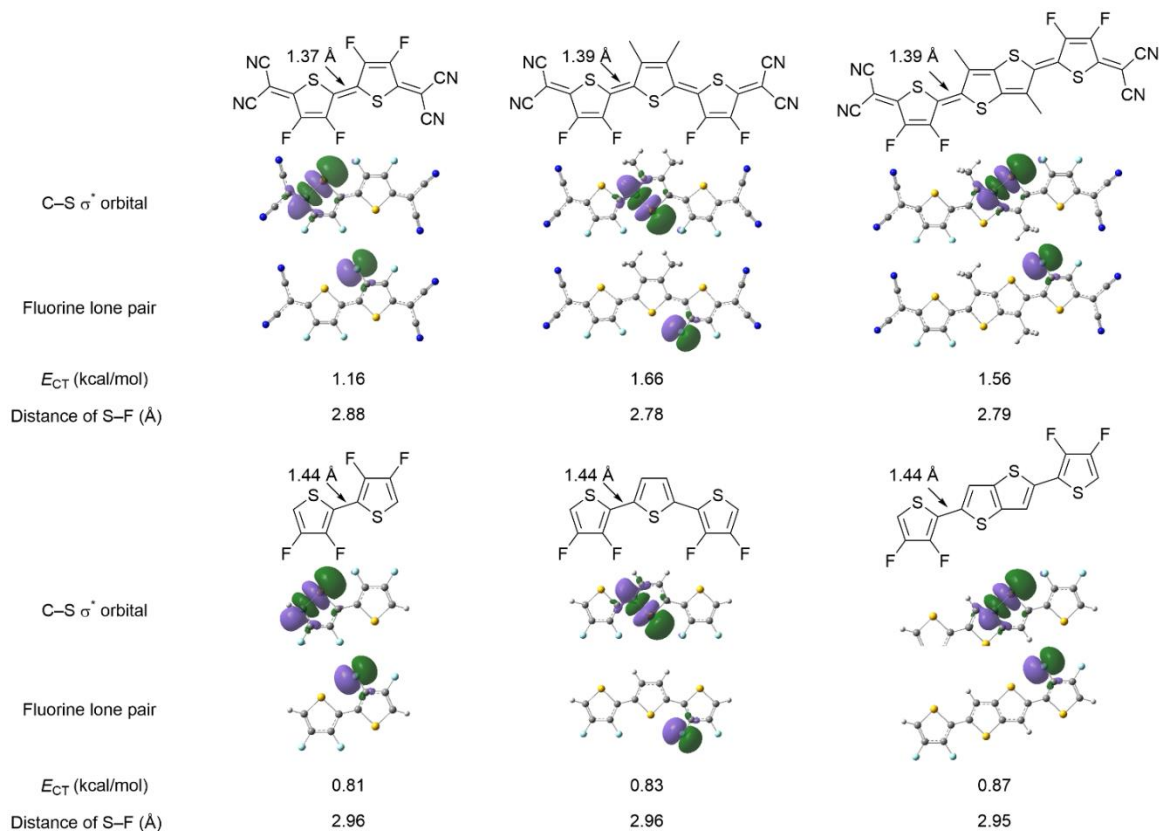 1.37 Å
F F
S
CN
NC
CN
CN
S
F F
1.39 Å
CN
NC
S
S
S
CN
CN
F F F F
1.39 Å
F F
CN
NC
S
S
S
S
CN
CN
F F
C–S σ* orbital
Fluorine lone pair
E_CT (kcal/mol) 1.16 1.66 1.56
Distance of S–F (Å) 2.88 2.78 2.79
1.44 Å
F F
S
S
F F
1.44 Å
S
S
S
F F F F
1.44 Å
F F
S
S
S
S
F F
C–S σ* orbital
Fluorine lone pair
E_CT (kcal/mol) 0.81 0.83 0.87
Distance of S–F (Å) 2.96 2.96 2.95